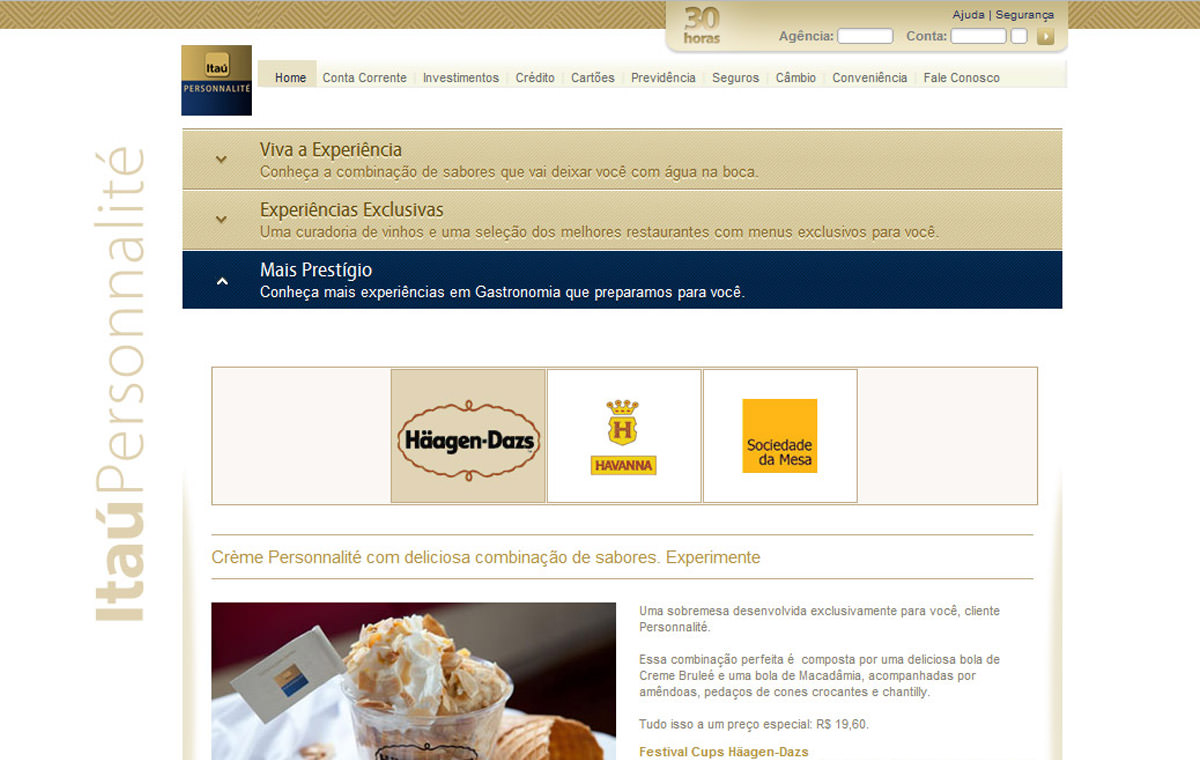 30
horas
Ajuda | Segurança
Agência: Conta:
Itaú
PERSONNALITÉ
Home Conta Corrente Investimentos Crédito Cartões Previdência Seguros Câmbio Conveniência Fale Conosco
ItaúPersonnalité
Viva a Experiência
Conheça a combinação de sabores que vai deixar você com água na boca.
Experiências Exclusivas
Uma curadoria de vinhos e uma seleção dos melhores restaurantes com menus exclusivos para você.
Mais Prestígio
Conheça mais experiências em Gastronomia que preparamos para você.
Häagen-Dazs
H
HAVANNA
Sociedade
da Mesa
Crème Personnalité com deliciosa combinação de sabores. Experimente
Uma sobremesa desenvolvida exclusivamente para você, cliente
Personnalité.
Essa combinação perfeita é composta por uma deliciosa bola de
Creme Bruleé e uma bola de Macadâmia, acompanhadas por
amêndoas, pedaços de cones crocantes e chantilly.
Tudo isso a um preço especial: R$ 19,60.
Festival Cups Häagen-Dazs
Häagen-Dazs